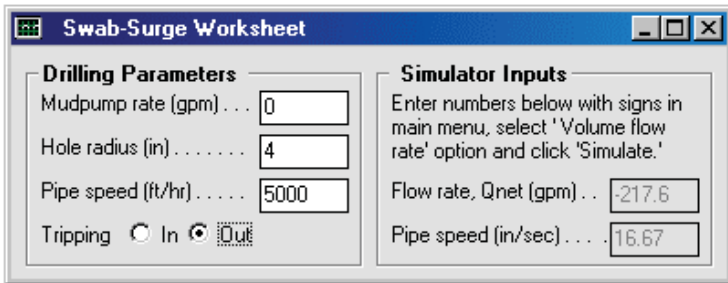 Swab-Surge Worksheet
Drilling Parameters
Mudpump rate (gpm) . . . 0
Hole radius (in) . . . . . . . 4
Pipe speed (ft/hr) . . . . . 5000
Tripping In Out
Simulator Inputs
Enter numbers below with signs in
main menu, select ' Volume flow
rate' option and click 'Simulate.'
Flow rate, Qnet (gpm) . . -217.6
Pipe speed (in/sec) . . . . 16.67